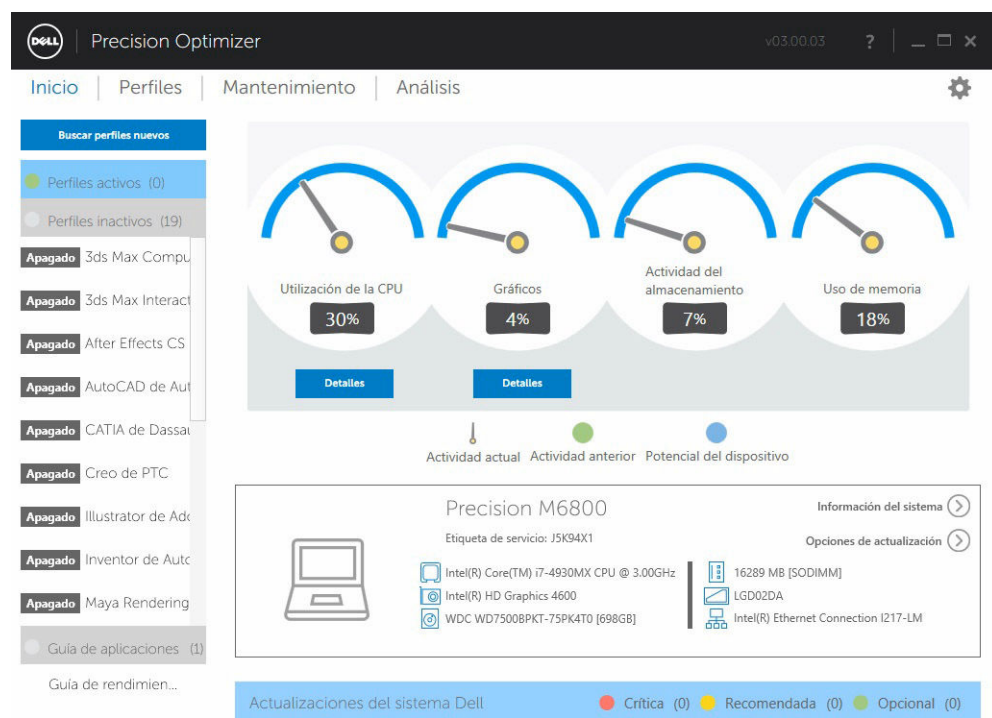 DELL
Precision Optimizer
v03.00.03
?
Inicio
Perfiles
Mantenimiento
Análisis
Buscar perfiles nuevos
Perfiles activos (0)
Perfiles inactivos (19)
Apagado 3ds Max Compu
Apagado 3ds Max Interact
Apagado After Effects CS
Apagado AutoCAD de Aut
Apagado CATIA de Dassau
Apagado Creo de PTC
Apagado Illustrator de Ado
Apagado Inventor de Auto
Apagado Maya Rendering
Guía de aplicaciones (1)
Guía de rendimien...
Utilización de la CPU
30%
Detalles
Gráficos
4%
Detalles
Actividad del
almacenamiento
7%
Uso de memoria
18%
Actividad actual
Actividad anterior
Potencial del dispositivo
Precision M6800
Etiqueta de servicio: J5K94X1
Información del sistema
Opciones de actualización
Intel(R) Core(TM) i7-4930MX CPU @ 3.00GHz
Intel(R) HD Graphics 4600
WDC WD7500BPKT-75PK4T0 [698GB]
16289 MB [SODIMM]
LGD02DA
Intel(R) Ethernet Connection I217-LM
Actualizaciones del sistema Dell
Crítica (0)
Recomendada (0)
Opcional (0)